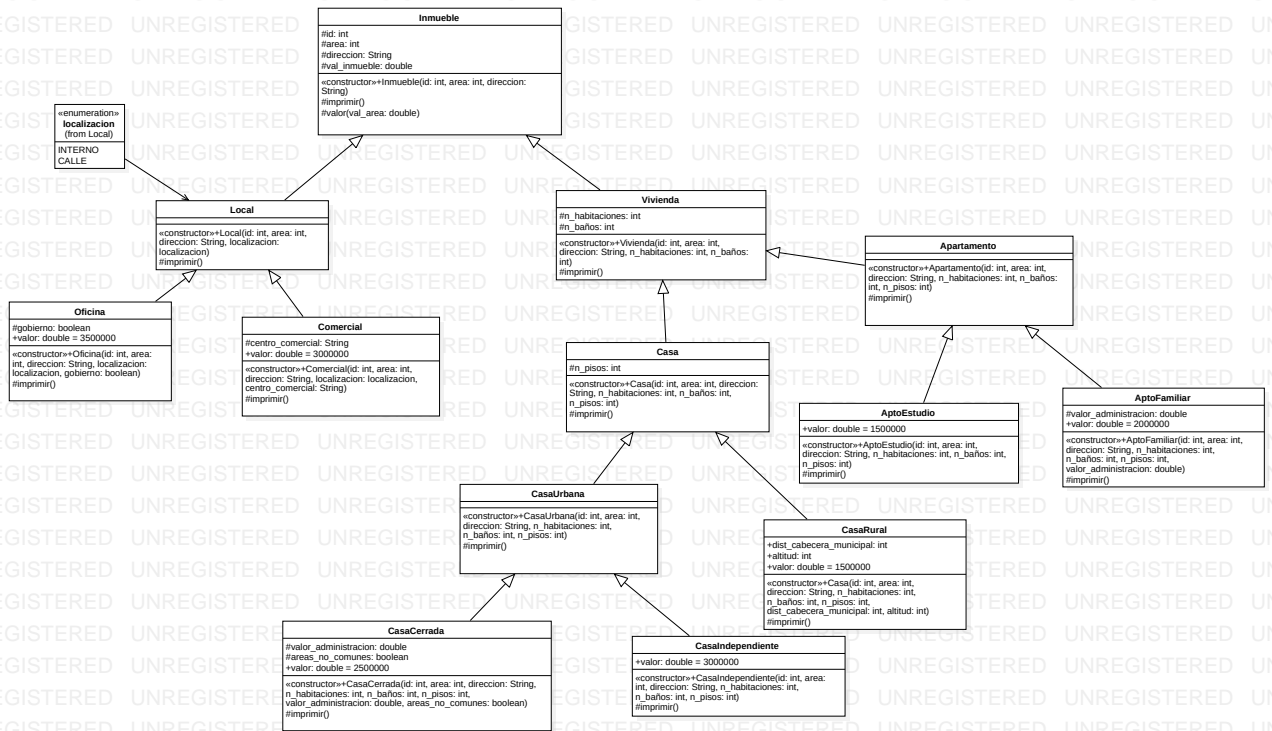 Inmueble
#id: int
#area: int
#direccion: String
#val_inmueble: double
«constructor»+Inmueble(id: int, area: int, direccion:
String)
#imprimir()
#valor(val_area: double)
«enumeration»
localizacion
(from Local)
INTERNO
CALLE
Local
«constructor»+Local(id: int, area: int,
direccion: String, localizacion:
localizacion)
#imprimir()
Vivienda
#n_habitaciones: int
#n_baños: int
«constructor»+Vivienda(id: int, area: int,
direccion: String, n_habitaciones: int, n_baños:
int)
#imprimir()
Apartamento
«constructor»+Apartamento(id: int, area: int,
direccion: String, n_habitaciones: int, n_baños:
int, n_pisos: int)
#imprimir()
Oficina
#gobierno: boolean
+valor: double = 3500000
«constructor»+Oficina(id: int, area:
int, direccion: String, localizacion:
localizacion, gobierno: boolean)
#imprimir()
Comercial
#centro_comercial: String
+valor: double = 3000000
«constructor»+Comercial(id: int, area: int,
direccion: String, localizacion: localizacion,
centro_comercial: String)
#imprimir()
Casa
#n_pisos: int
«constructor»+Casa(id: int, area: int, direccion:
String, n_habitaciones: int, n_baños: int,
n_pisos: int)
#imprimir()
AptoEstudio
+valor: double = 1500000
«constructor»+AptoEstudio(id: int, area: int,
direccion: String, n_habitaciones: int, n_baños: int,
n_pisos: int)
#imprimir()
AptoFamiliar
#valor_administracion: double
+valor: double = 2000000
«constructor»+AptoFamiliar(id: int, area: int,
direccion: String, n_habitaciones: int,
n_baños: int, n_pisos: int,
valor_administracion: double)
#imprimir()
CasaUrbana
«constructor»+CasaUrbana(id: int, area: int,
direccion: String, n_habitaciones: int,
n_baños: int, n_pisos: int)
#imprimir()
CasaRural
+dist_cabecera_municipal: int
+altitud: int
+valor: double = 1500000
«constructor»+Casa(id: int, area: int,
direccion: String, n_habitaciones: int,
n_baños: int, n_pisos: int,
dist_cabecera_municipal: int, altitud: int)
#imprimir()
CasaCerrada
#valor_administracion: double
#areas_no_comunes: boolean
+valor: double = 2500000
«constructor»+CasaCerrada(id: int, area: int, direccion: String,
n_habitaciones: int, n_baños: int, n_pisos: int,
valor_administracion: double, areas_no_comunes: boolean)
#imprimir()
CasaIndependiente
+valor: double = 3000000
«constructor»+CasaIndependiente(id: int, area:
int, direccion: String, n_habitaciones: int,
n_baños: int, n_pisos: int)
#imprimir()
UNREGISTERED